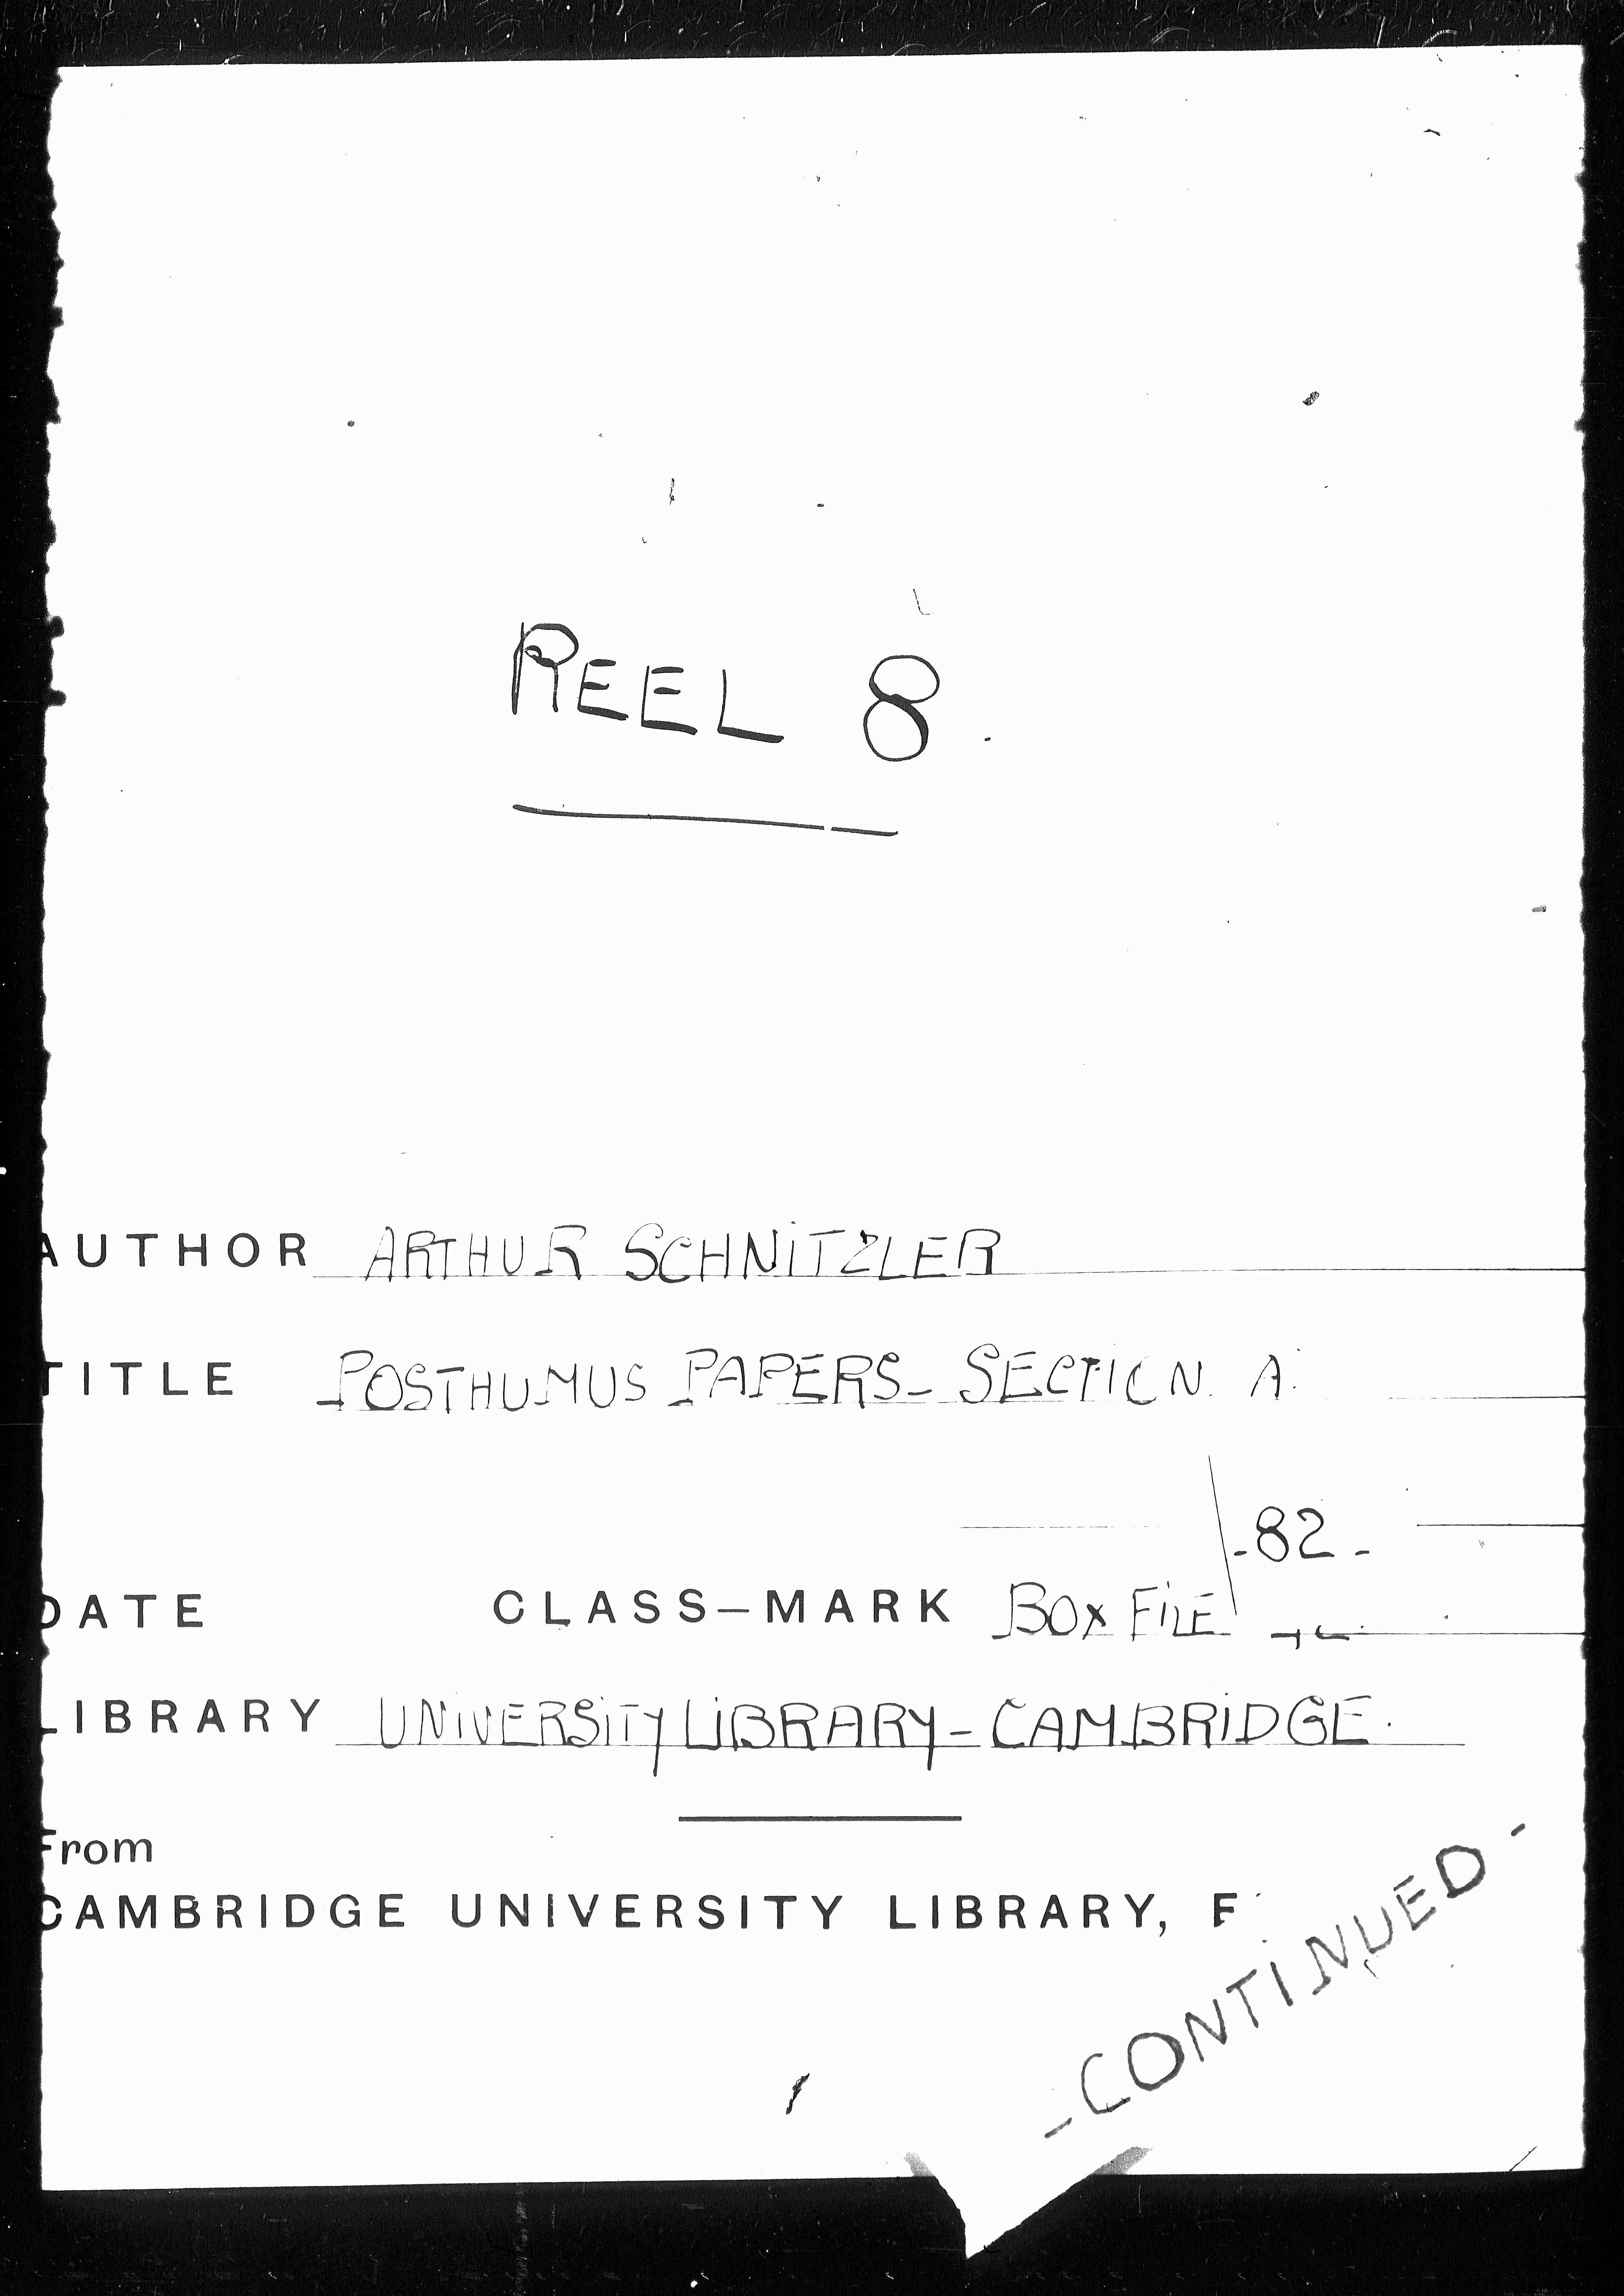 REEL 8.
AUTHOR ARTHUR SCHNITZLER
TITLE POSTHUMUS PAPERS - SECTION A.
-82-
DATE CLASS-MARK BOX FILE
LIBRARY UNIVERSITY LIBRARY - CAMBRIDGE.
From
CAMBRIDGE UNIVERSITY LIBRARY, E
-CONTINUED-